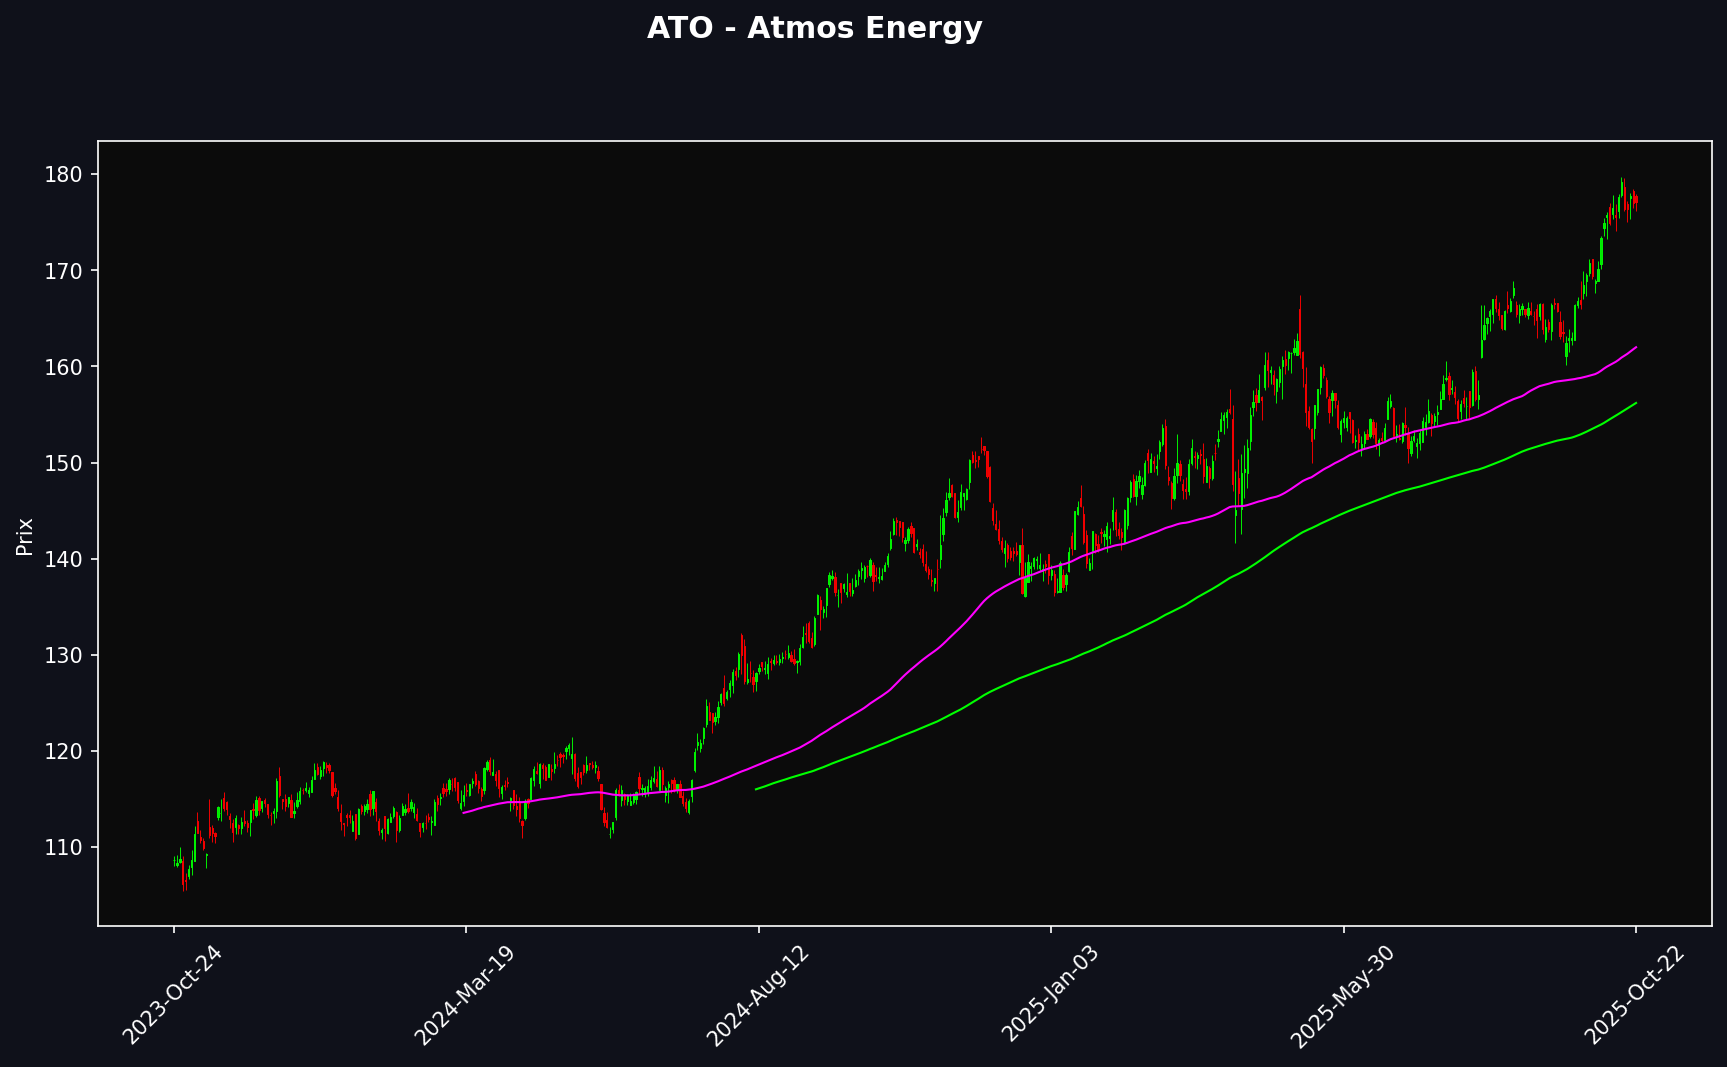 ATO - Atmos Energy
Prix
180
170
160
150
140
130
120
110
2023-Oct-24
2024-Mar-19
2024-Aug-12
2025-Jan-03
2025-May-30
2025-Oct-22